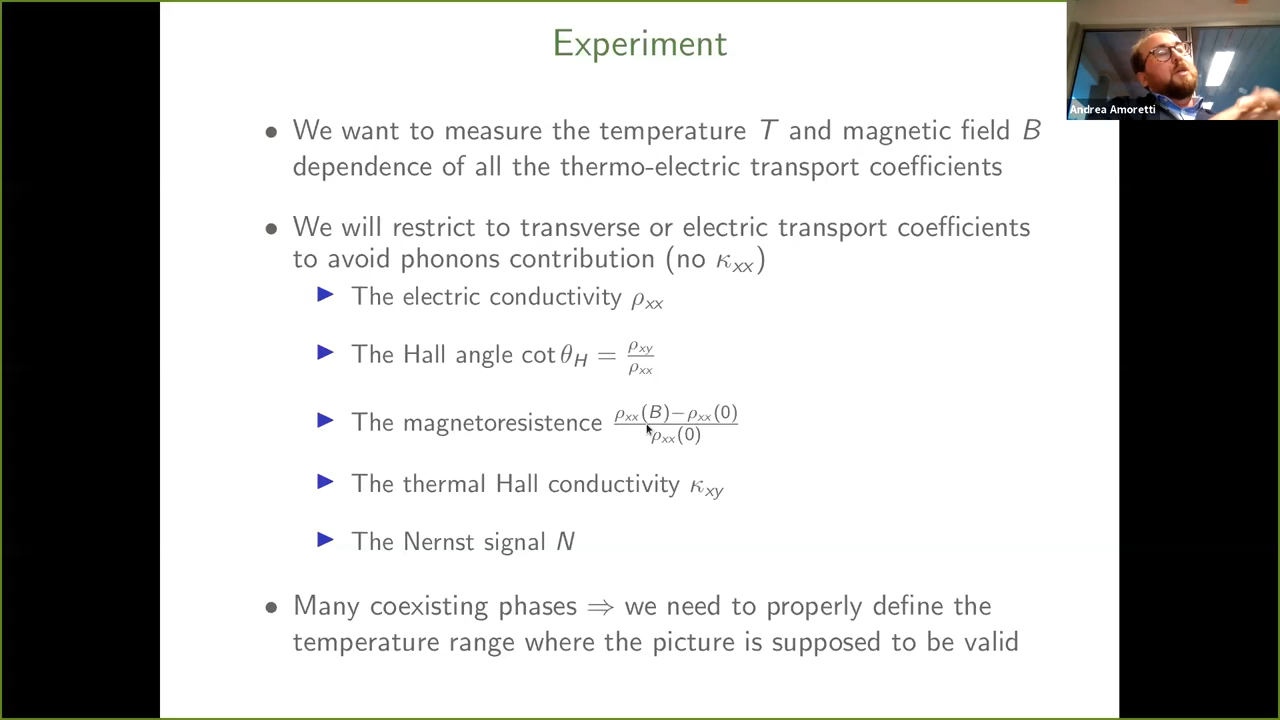 Experiment
Andrea Amoretti
• We want to measure the temperature T and magnetic field B
dependence of all the thermo-electric transport coefficients
• We will restrict to transverse or electric transport coefficients
to avoid phonons contribution (no κxx)
▶ The electric conductivity ρxx
▶ The Hall angle cot θH = ρxy/ρxx
▶ The magnetoresistence ρxx(B)−ρxx(0)/ρxx(0)
▶ The thermal Hall conductivity κxy
▶ The Nernst signal N
• Many coexisting phases ⇒ we need to properly define the
temperature range where the picture is supposed to be valid